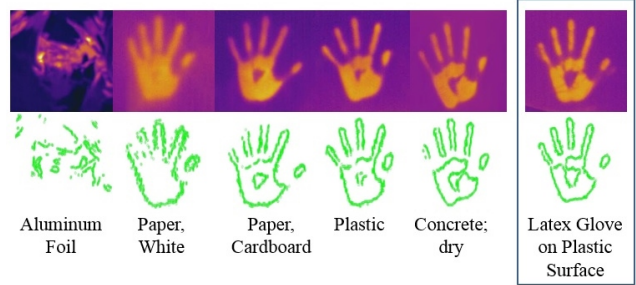 Aluminum
Foil
Paper,
White
Paper,
Cardboard
Plastic
Concrete;
dry
Latex Glove
on Plastic
Surface